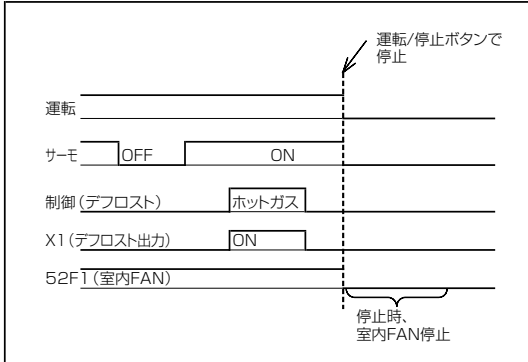 運転/停止ボタンで
停止
運転
サーモ
OFF
ON
制御（デフロスト）
ホットガス
X1（デフロスト出力）
ON
52F1（室内FAN）
停止時、
室内FAN停止